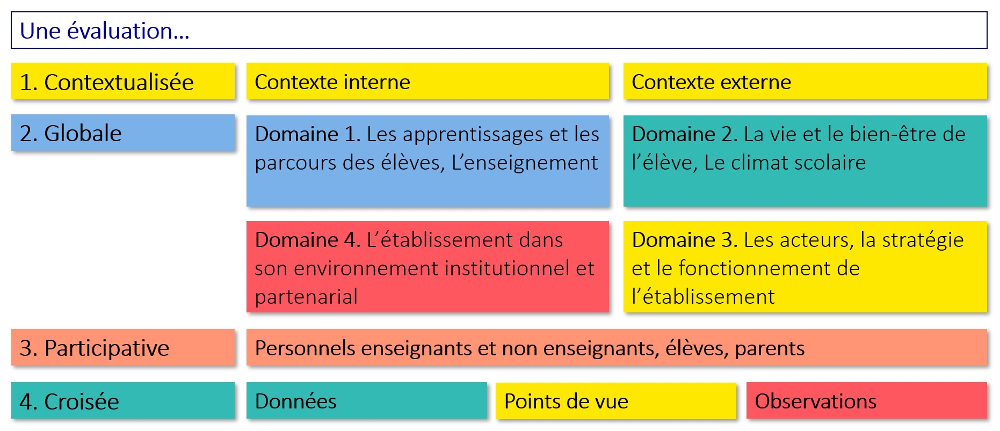 Une évaluation...
1. Contextualisée
Contexte interne
Contexte externe
2. Globale
Domaine 1. Les apprentissages et les
parcours des élèves, L’enseignement
Domaine 2. La vie et le bien-être de
l’élève, Le climat scolaire
Domaine 4. L’établissement dans
son environnement institutionnel et
partenarial
Domaine 3. Les acteurs, la stratégie
et le fonctionnement de
l’établissement
3. Participative
Personnels enseignants et non enseignants, élèves, parents
4. Croisée
Données
Points de vue
Observations